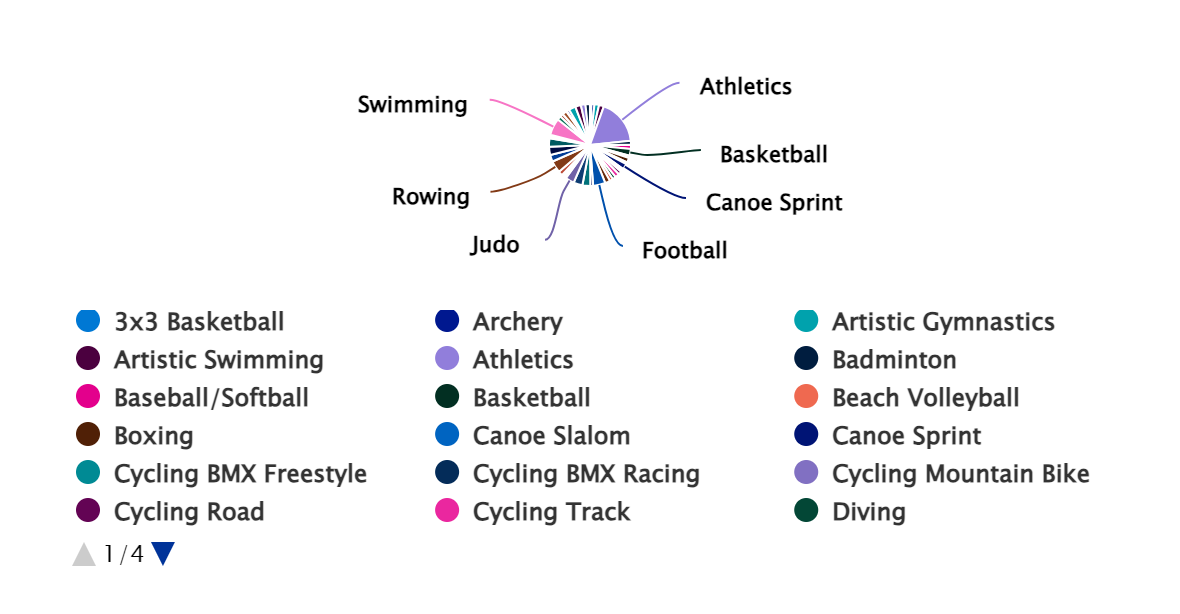 Athletics
Swimming
Basketball
Rowing
Canoe Sprint
Judo
Football
3x3 Basketball Archery Artistic Gymnastics
Artistic Swimming Athletics Badminton
Baseball/Softball Basketball Beach Volleyball
Boxing Canoe Slalom Canoe Sprint
Cycling BMX Freestyle Cycling BMX Racing Cycling Mountain Bike
Cycling Road Cycling Track Diving
1/4